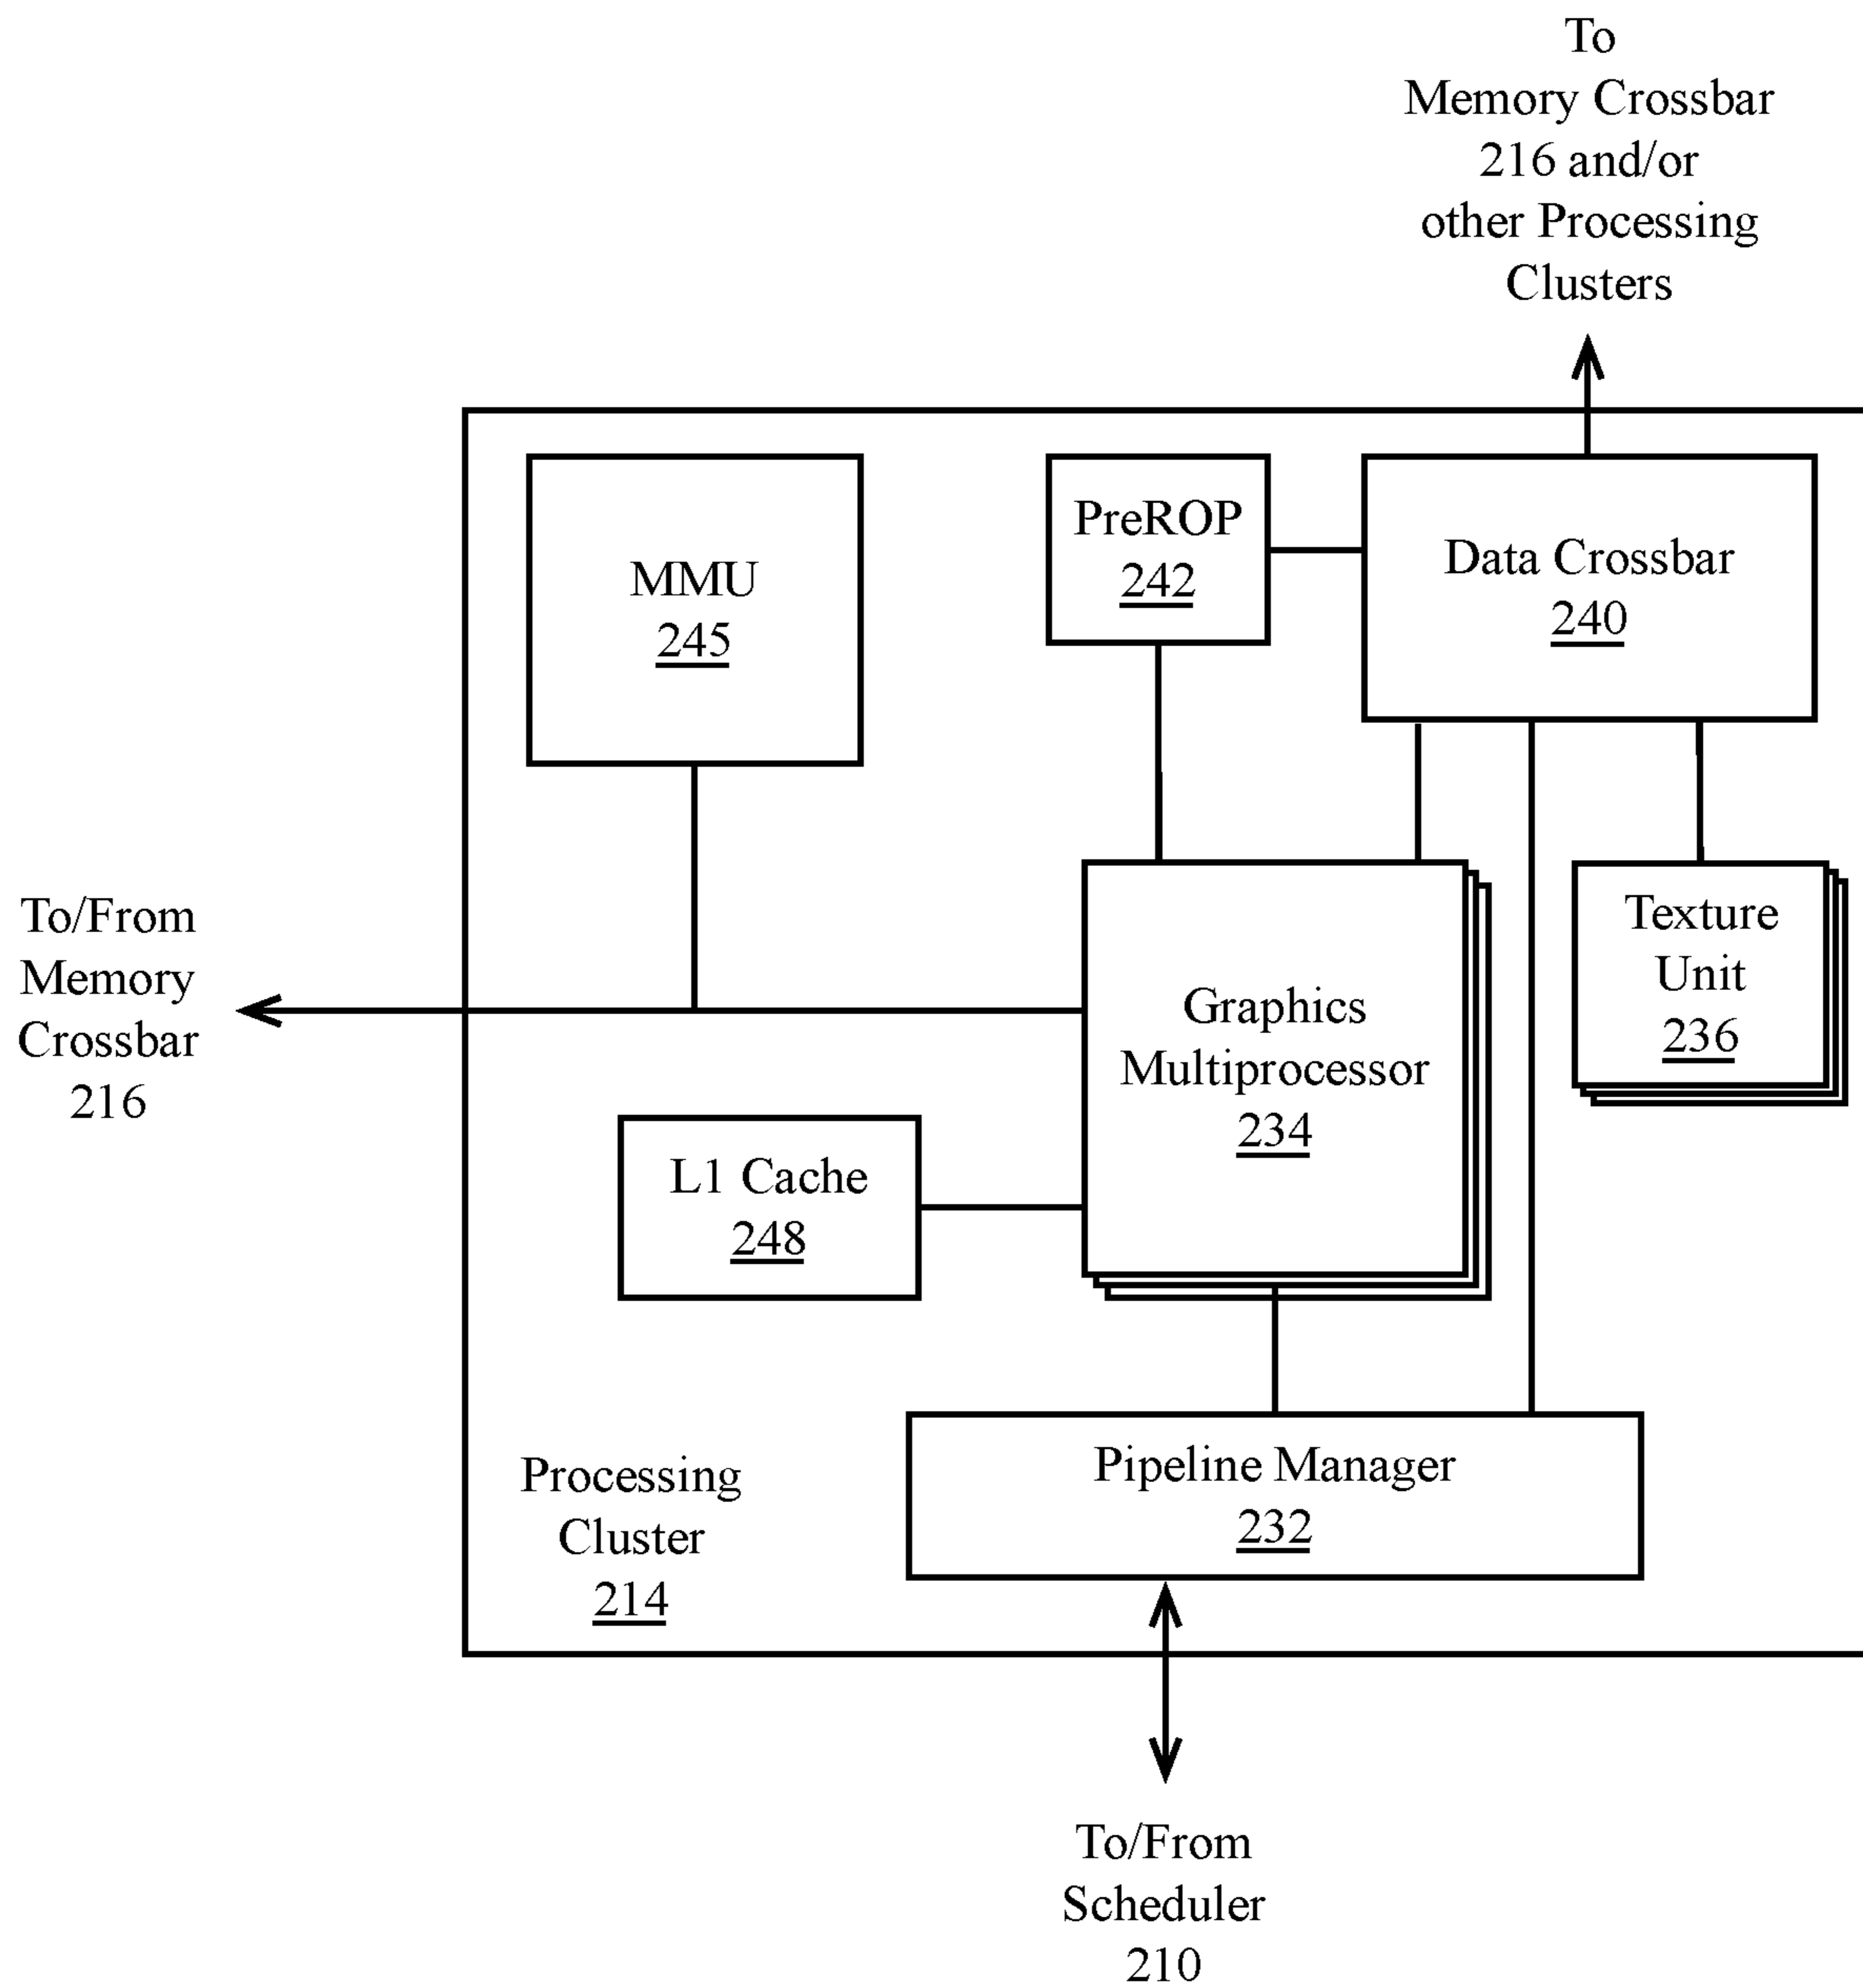 To
Memory Crossbar
216 and/or
other Processing
Clusters
MMU
245
PreROP
242
Data Crossbar
240
To/From
Memory
Crossbar
216
Graphics
Multiprocessor
234
Texture
Unit
236
L1 Cache
248
Processing
Cluster
214
Pipeline Manager
232
To/From
Scheduler
210